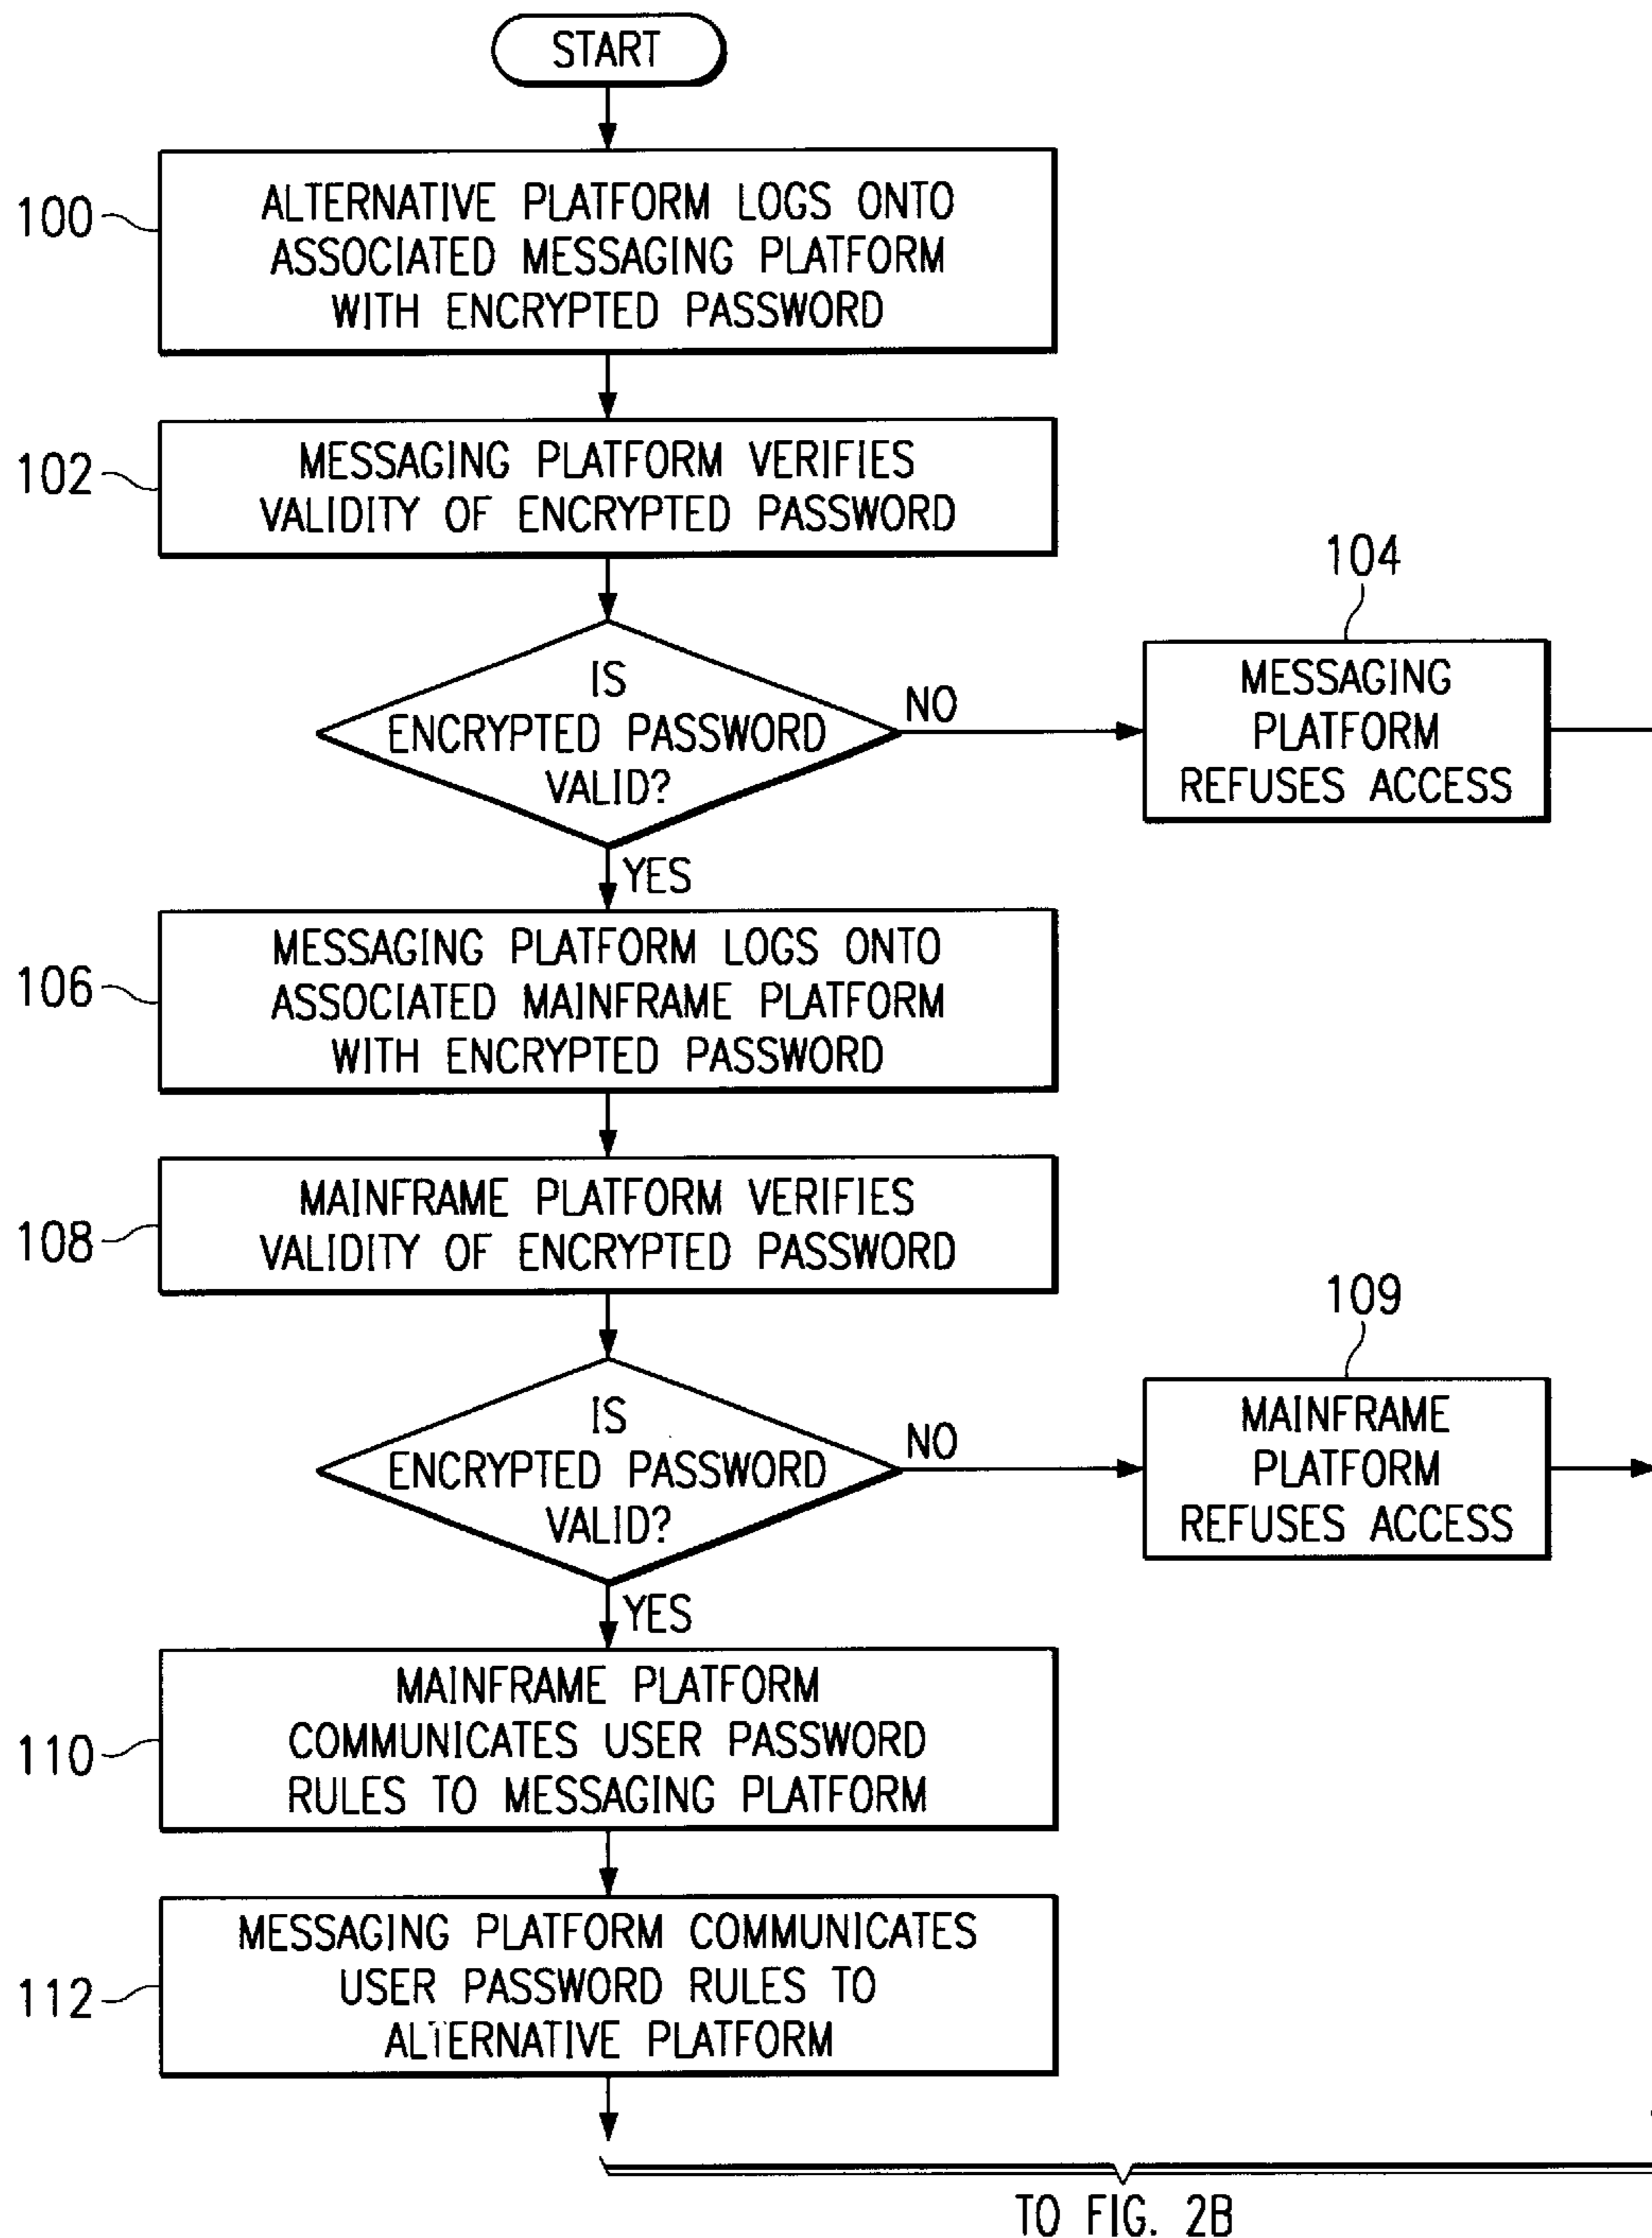 START
100
ALTERNATIVE PLATFORM LOGS ONTO
ASSOCIATED MESSAGING PLATFORM
WITH ENCRYPTED PASSWORD
102
MESSAGING PLATFORM VERIFIES
VALIDITY OF ENCRYPTED PASSWORD
IS
ENCRYPTED PASSWORD
VALID?
NO
104
MESSAGING
PLATFORM
REFUSES ACCESS
YES
106
MESSAGING PLATFORM LOGS ONTO
ASSOCIATED MAINFRAME PLATFORM
WITH ENCRYPTED PASSWORD
108
MAINFRAME PLATFORM VERIFIES
VALIDITY OF ENCRYPTED PASSWORD
IS
ENCRYPTED PASSWORD
VALID?
NO
109
MAINFRAME
PLATFORM
REFUSES ACCESS
YES
110
MAINFRAME PLATFORM
COMMUNICATES USER PASSWORD
RULES TO MESSAGING PLATFORM
112
MESSAGING PLATFORM COMMUNICATES
USER PASSWORD RULES TO
ALTERNATIVE PLATFORM
TO FIG. 2B